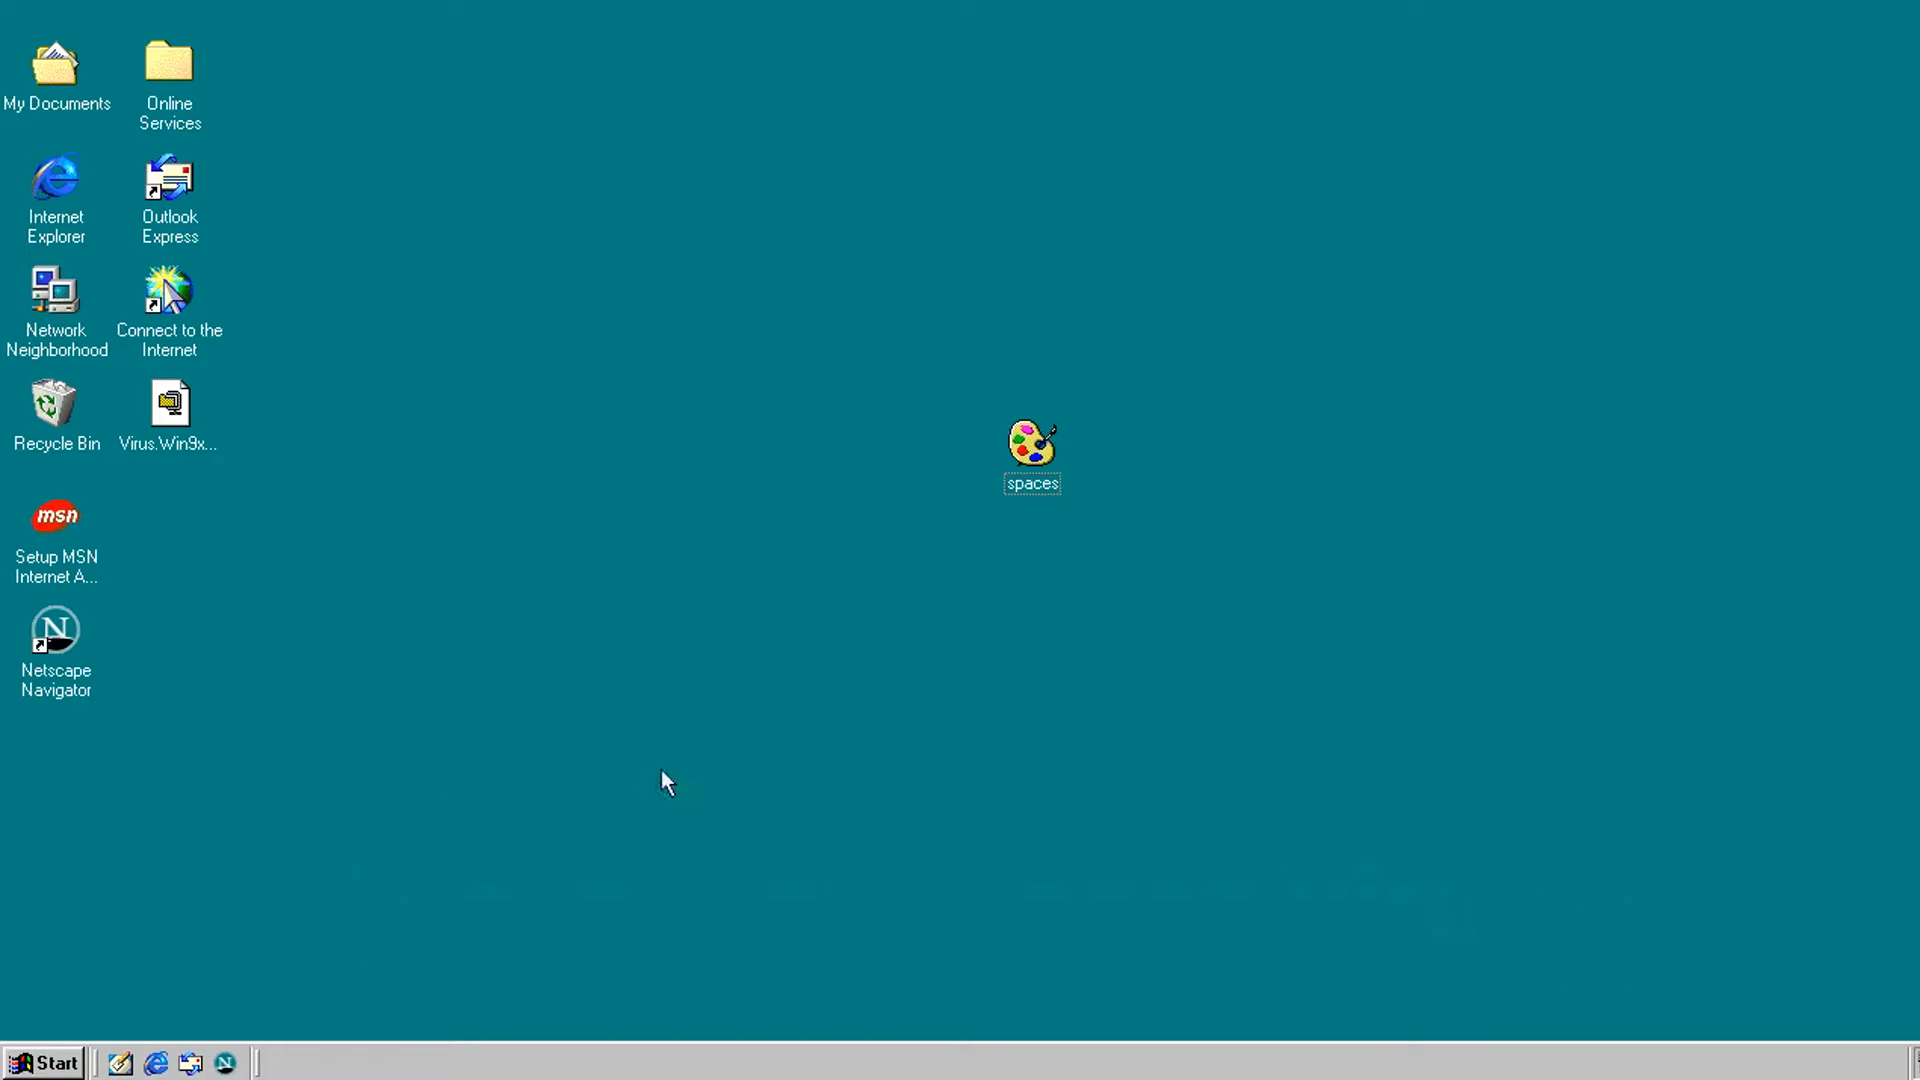 My Documents
Online
Services
Internet
Explorer
Outlook
Express
Network
Neighborhood
Connect to the
Internet
Recycle Bin
Virus.Win9x...
msn
Setup MSN
Internet A...
N
Netscape
Navigator
spaces
Start
N